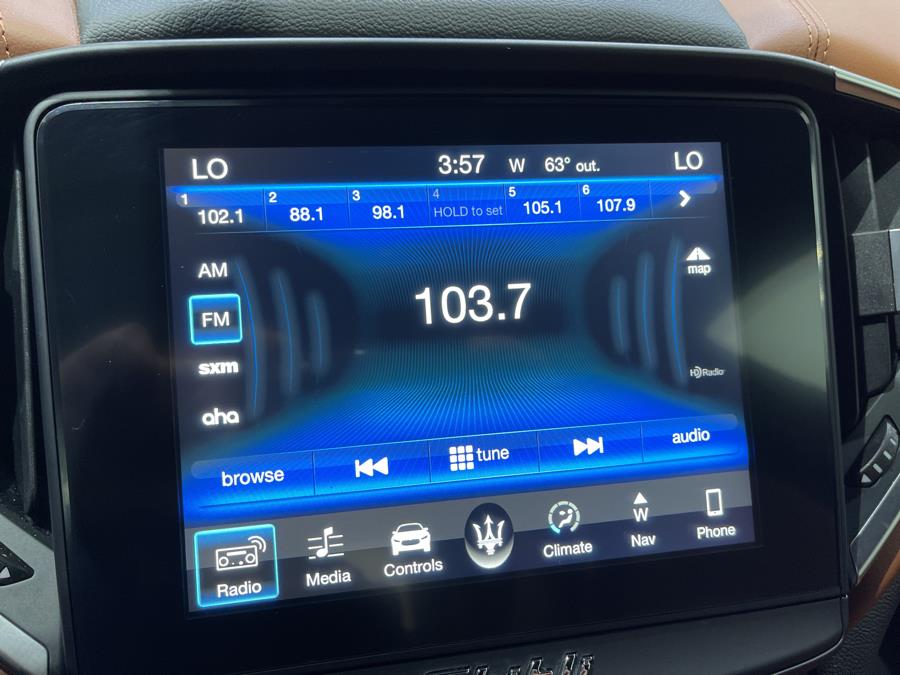 LO 3:57 W 63° out. LO
1 2 3 4 5 6
102.1 88.1 98.1 HOLD to set 105.1 107.9
AM
map
FM
103.7
sxm
HD Radio
aha
browse tune audio
Radio Media Controls Climate W Nav Phone